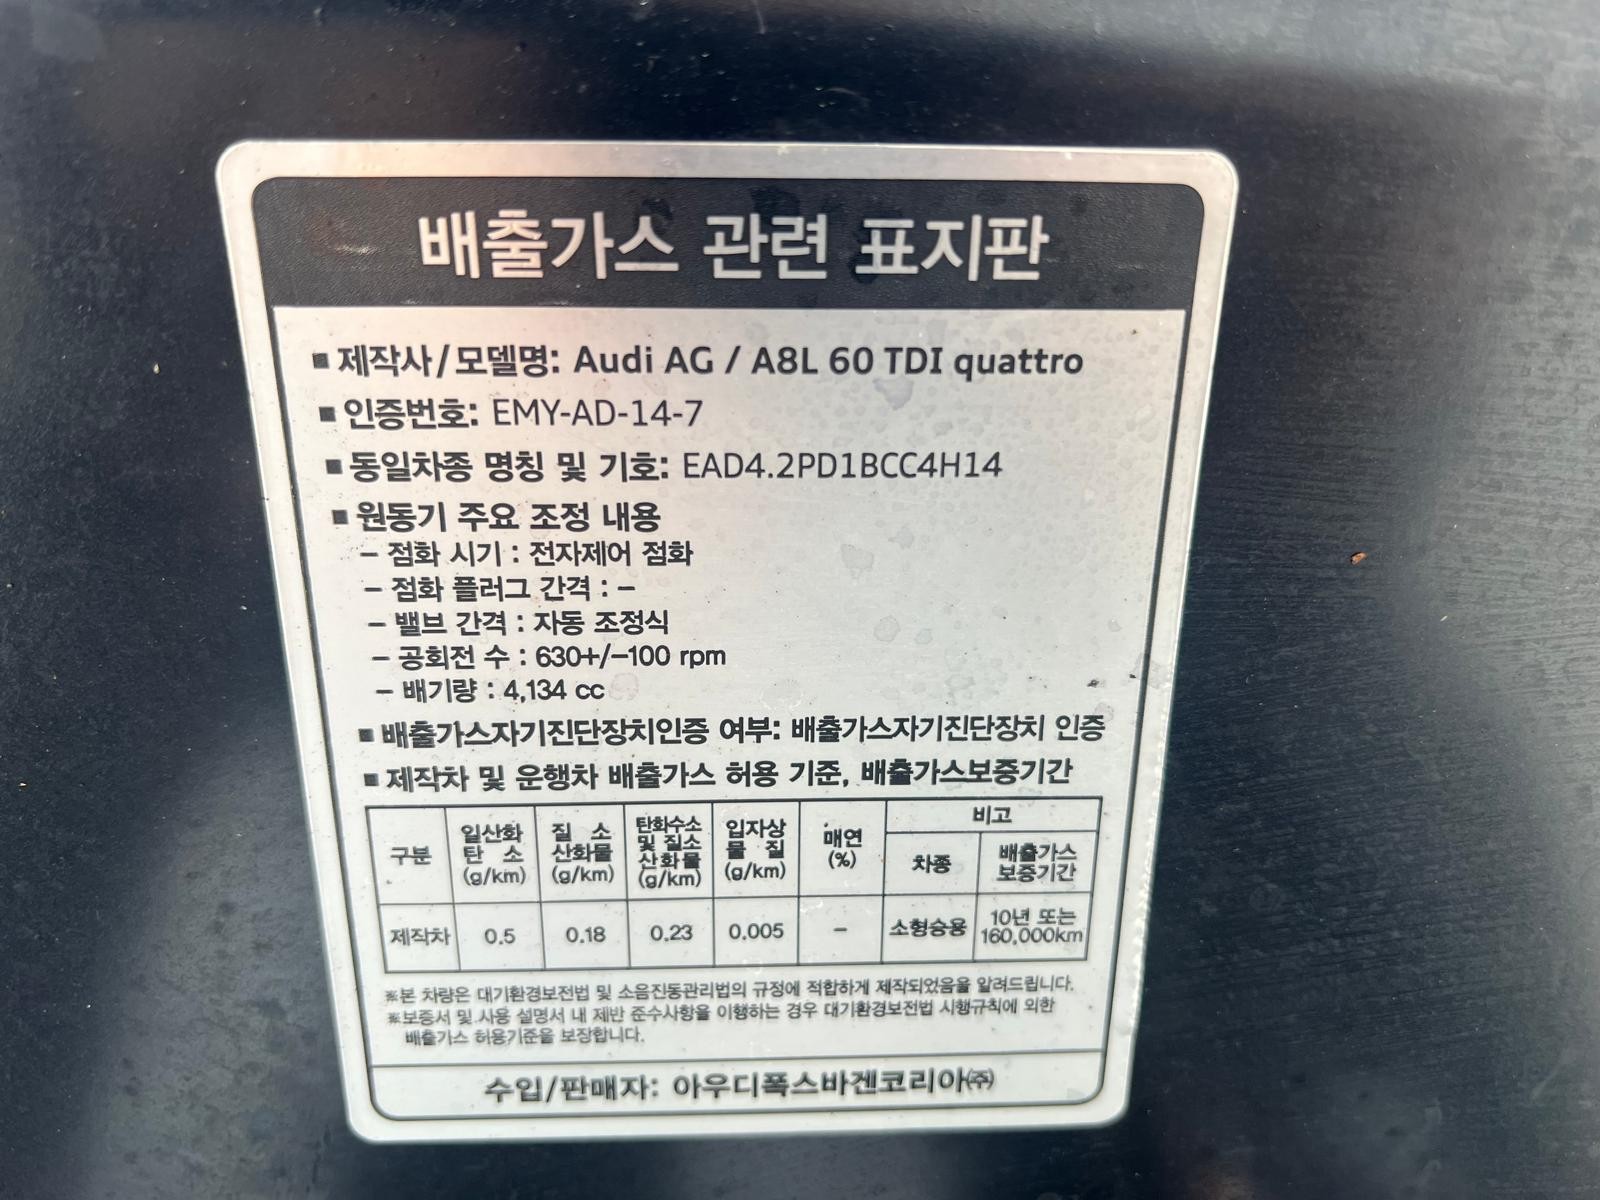 배출가스 관련 표지판
▪ 제작사/모델명: Audi AG / A8L 60 TDI quattro
▪ 인증번호: EMY-AD-14-7
▪ 동일차종 명칭 및 기호: EAD4.2PD1BCC4H14
▪ 원동기 주요 조정 내용
– 점화 시기 : 전자제어 점화
– 점화 플러그 간격 : –
– 밸브 간격 : 자동 조정식
– 공회전 수 : 630+/–100 rpm
– 배기량 : 4,134 cc
▪ 배출가스자기진단장치인증 여부: 배출가스자기진단장치 인증
▪ 제작차 및 운행차 배출가스 허용 기준, 배출가스보증기간
구분
일산화
탄 소
(g/km)
질 소
산화물
(g/km)
탄화수소
및 질소
산화물
(g/km)
입자상
물 질
(g/km)
매연
(%)
비고
차종
배출가스
보증기간
제작차
0.5
0.18
0.23
0.005
–
소형승용
10년 또는
160,000km
※본 차량은 대기환경보전법 및 소음진동관리법의 규정에 적합하게 제작되었음을 알려드립니다.
※보증서 및 사용 설명서 내 제반 준수사항을 이행하는 경우 대기환경보전법 시행규칙에 의한
배출가스 허용기준을 보장합니다.
수입/판매자: 아우디폭스바겐코리아㈜